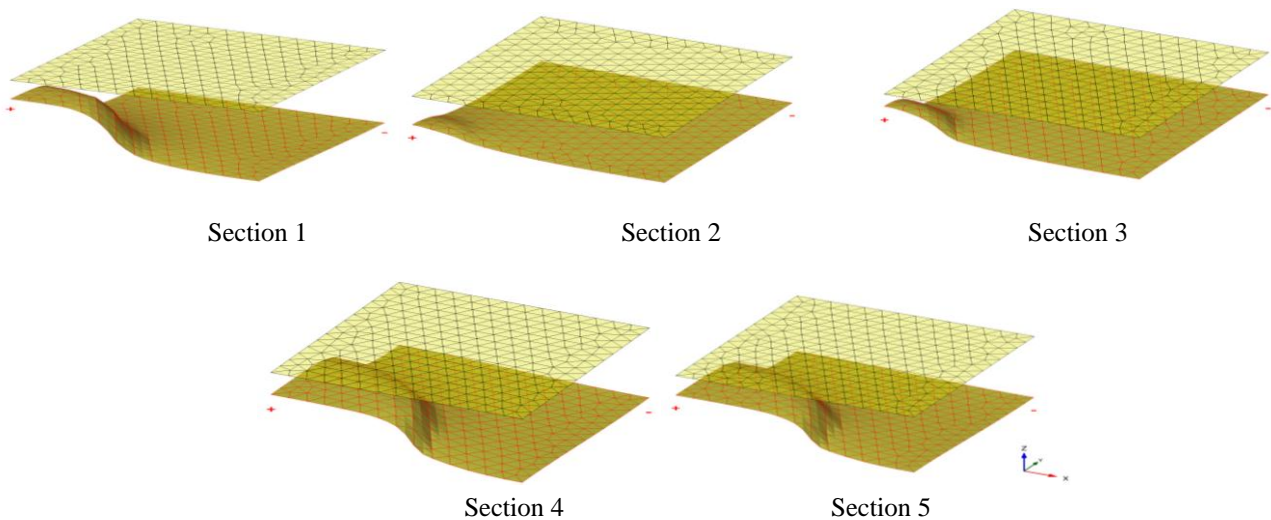 +
-
+
-
+
-
Section 1
Section 2
Section 3
+
-
+
-
Z
Y
X
Section 4
Section 5